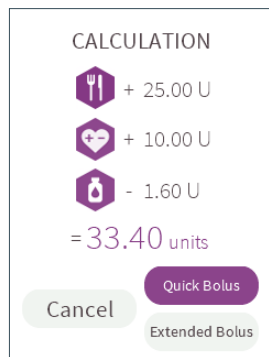 CALCULATION
+ 25.00 U
+ 10.00 U
- 1.60 U
= 33.40 units
Quick Bolus
Cancel
Extended Bolus